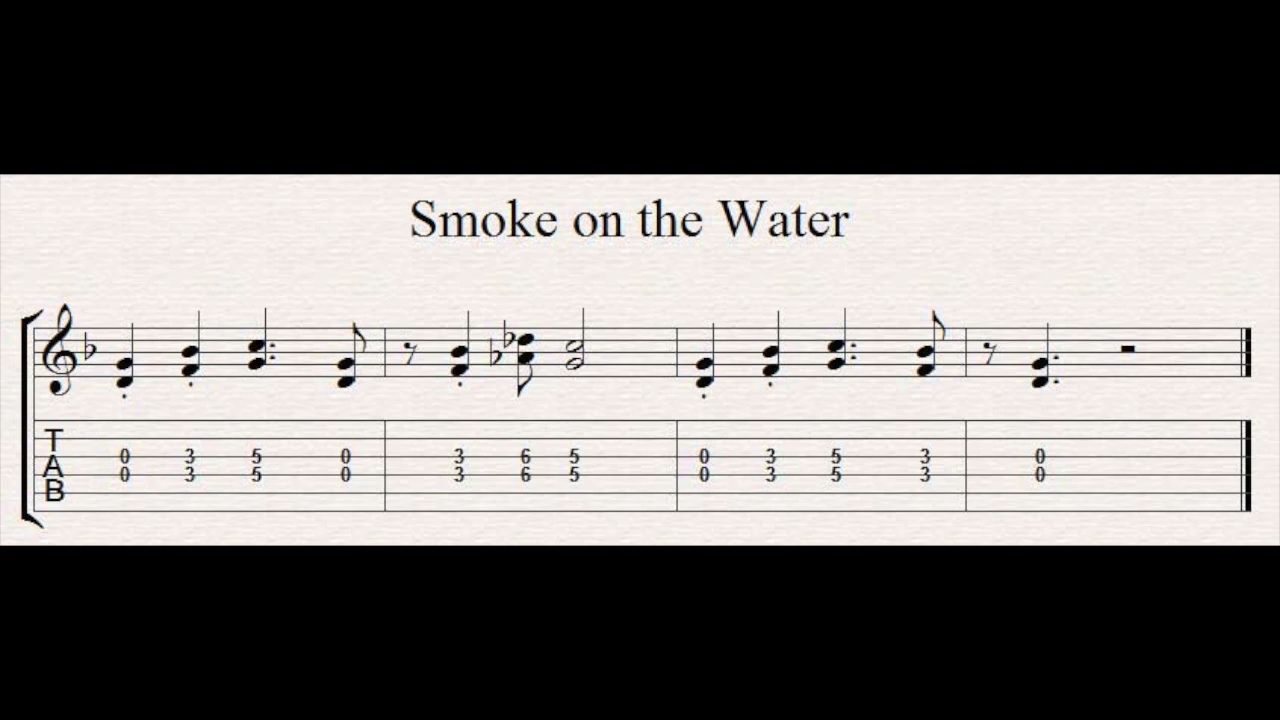 Smoke on the Water
T
A
B
0 3 5 0 3 6 5 0 3 5 3 0
0 3 5 0 3 6 5 0 3 5 3 0